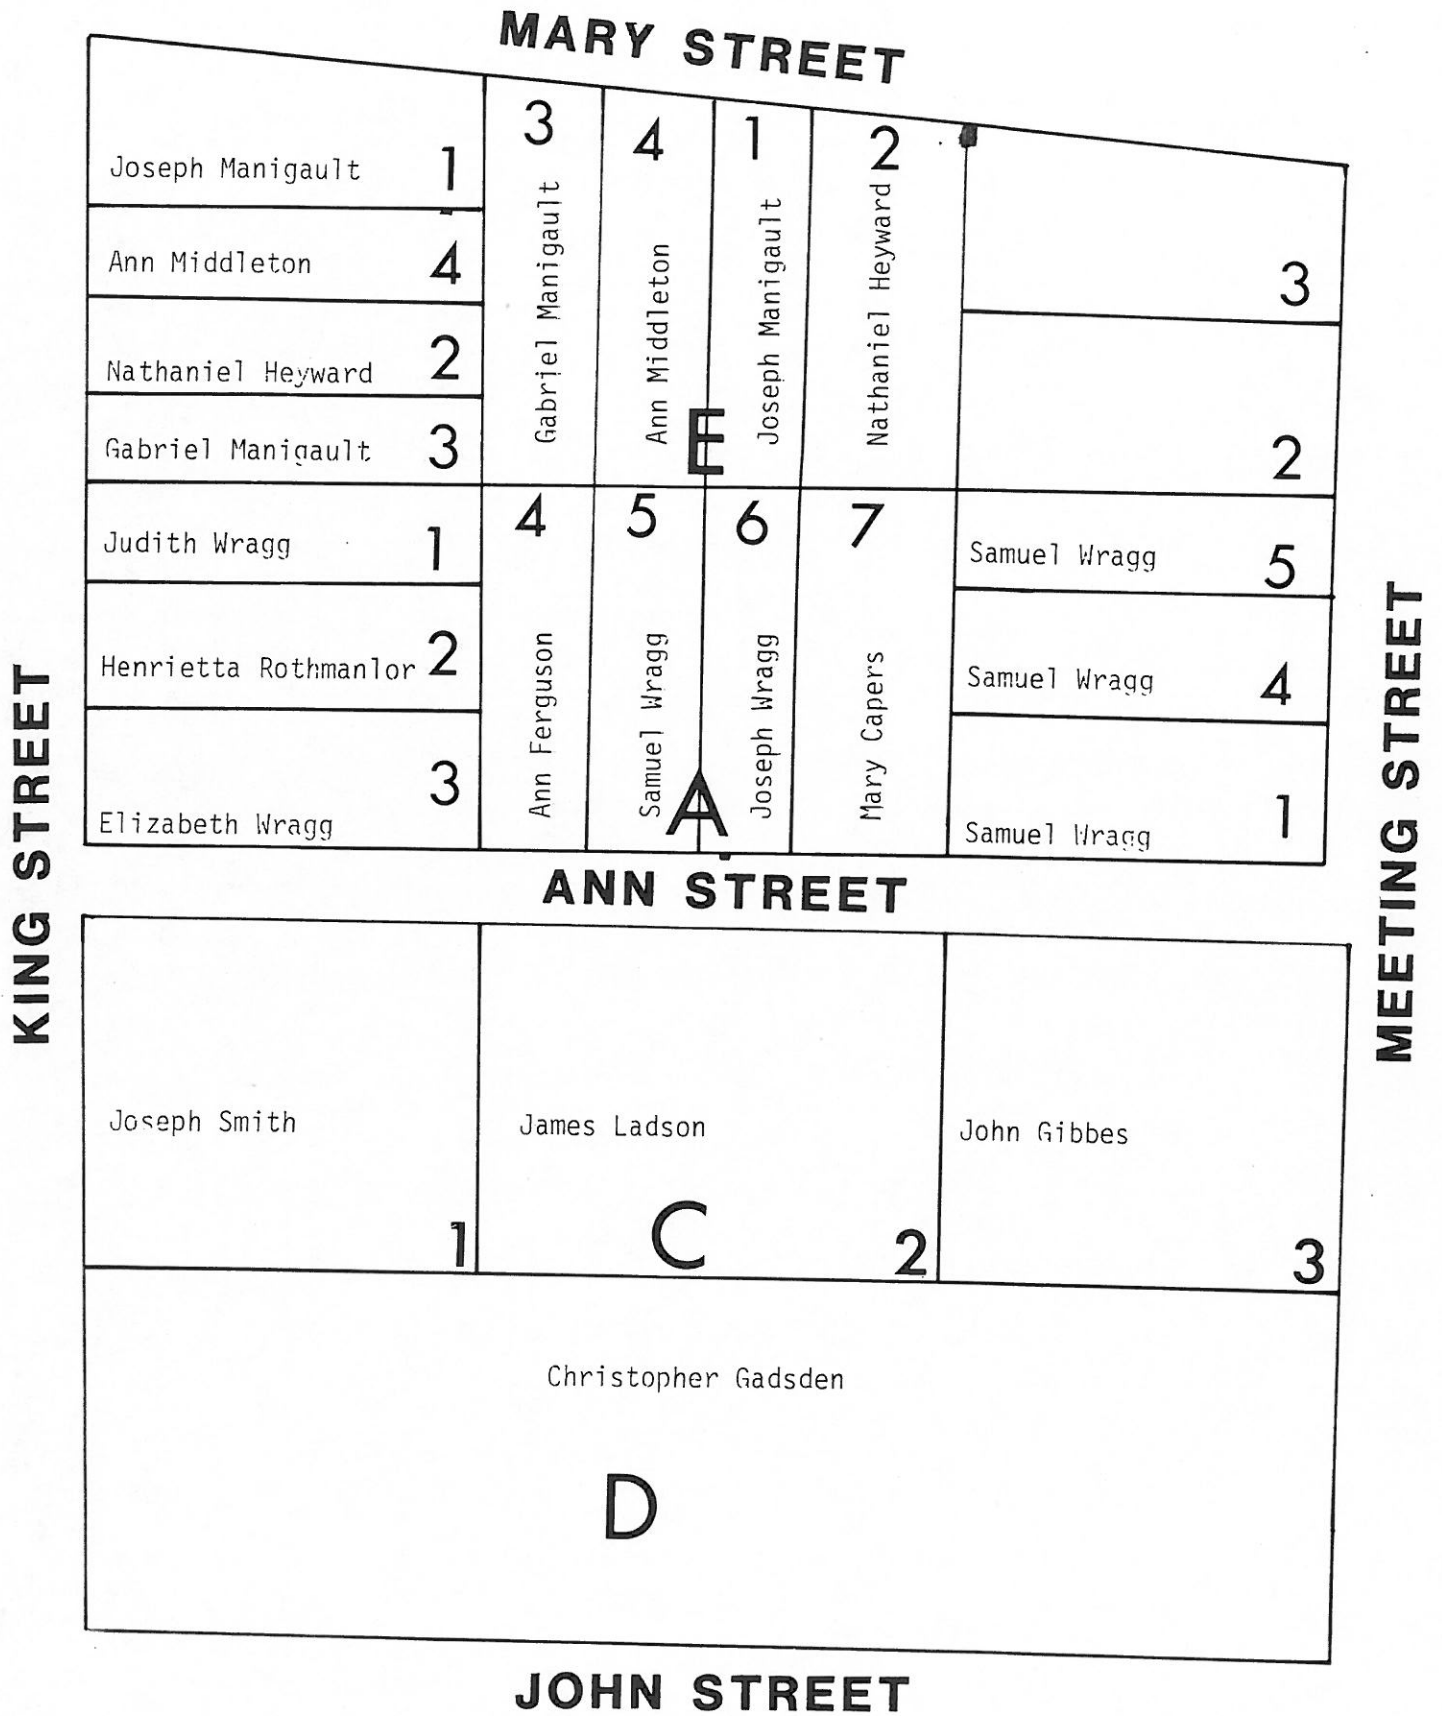 MARY STREET
Joseph Manigault 1
Ann Middleton 4
Nathaniel Heyward 2
Gabriel Manigault 3
3 Gabriel Manigault
4 Ann Middleton
1 Joseph Manigault
2 Nathaniel Heyward
E
3
2
Judith Wragg 1
Henrietta Rothmanlor 2
Elizabeth Wragg 3
4 Ann Ferguson
5 Samuel Wragg
6 Joseph Wragg
7 Mary Capers
A
Samuel Wragg 5
Samuel Wragg 4
Samuel Wragg 1
KING STREET
MEETING STREET
ANN STREET
Joseph Smith 1
James Ladson 2
C
John Gibbes 3
Christopher Gadsden
D
JOHN STREET